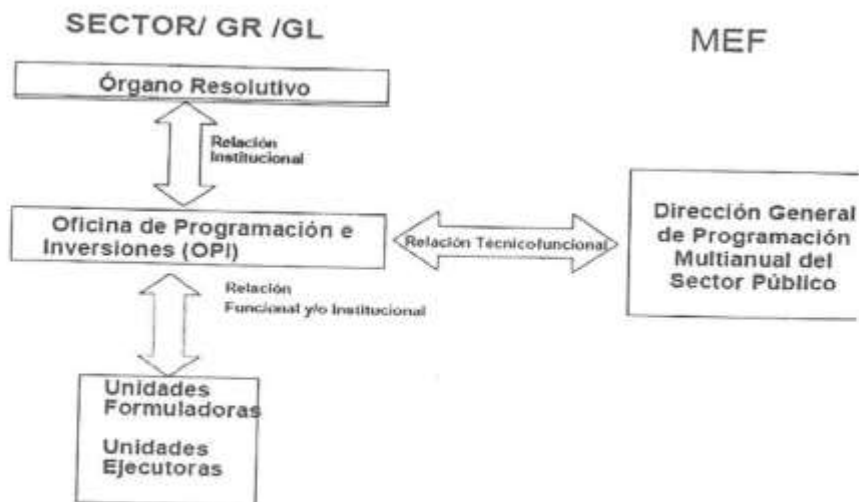 SECTOR/ GR /GL
MEF
Órgano Resolutivo
Relación
Institucional
Oficina de Programación e
Inversiones (OPI)
Relación Técnicofuncional
Dirección General
de Programación
Multianual del
Sector Público
Relación
Funcional y/o Institucional
Unidades
Formuladoras
Unidades
Ejecutoras